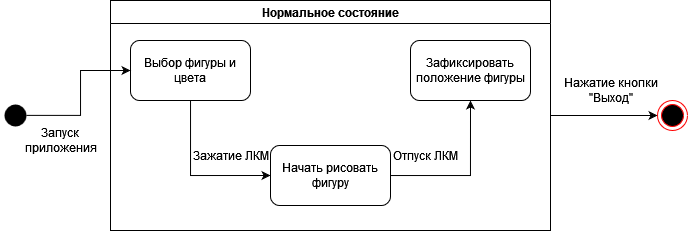 Нормальное состояние
Выбор фигуры и
цвета
Зафиксировать
положение фигуры
Нажатие кнопки
"Выход"
Запуск
приложения
Зажатие ЛКМ
Начать рисовать
фигуру
Отпуск ЛКМ